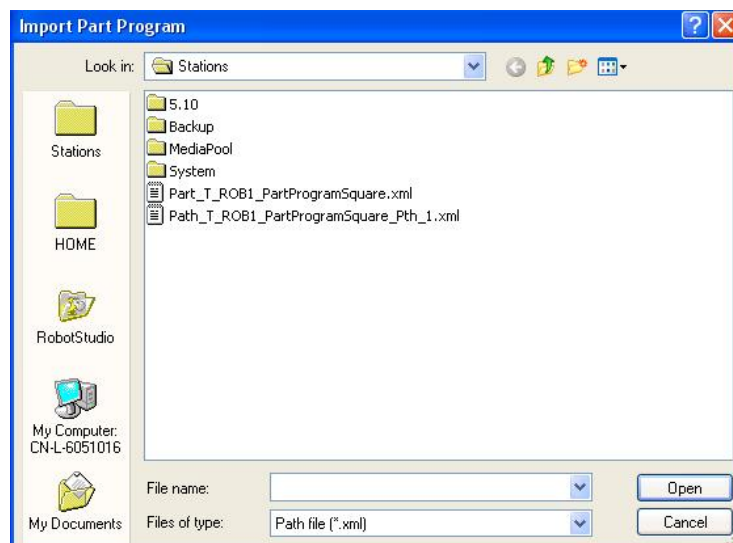 Import Part Program
Look in:
Stations
5.10
Backup
MediaPool
System
Part_T_ROB1_PartProgramSquare.xml
Path_T_ROB1_PartProgramSquare_Pth_1.xml
Stations
HOME
RobotStudio
My Computer:
CN-L-6051016
My Documents
File name:
Open
Files of type:
Path file (*.xml)
Cancel